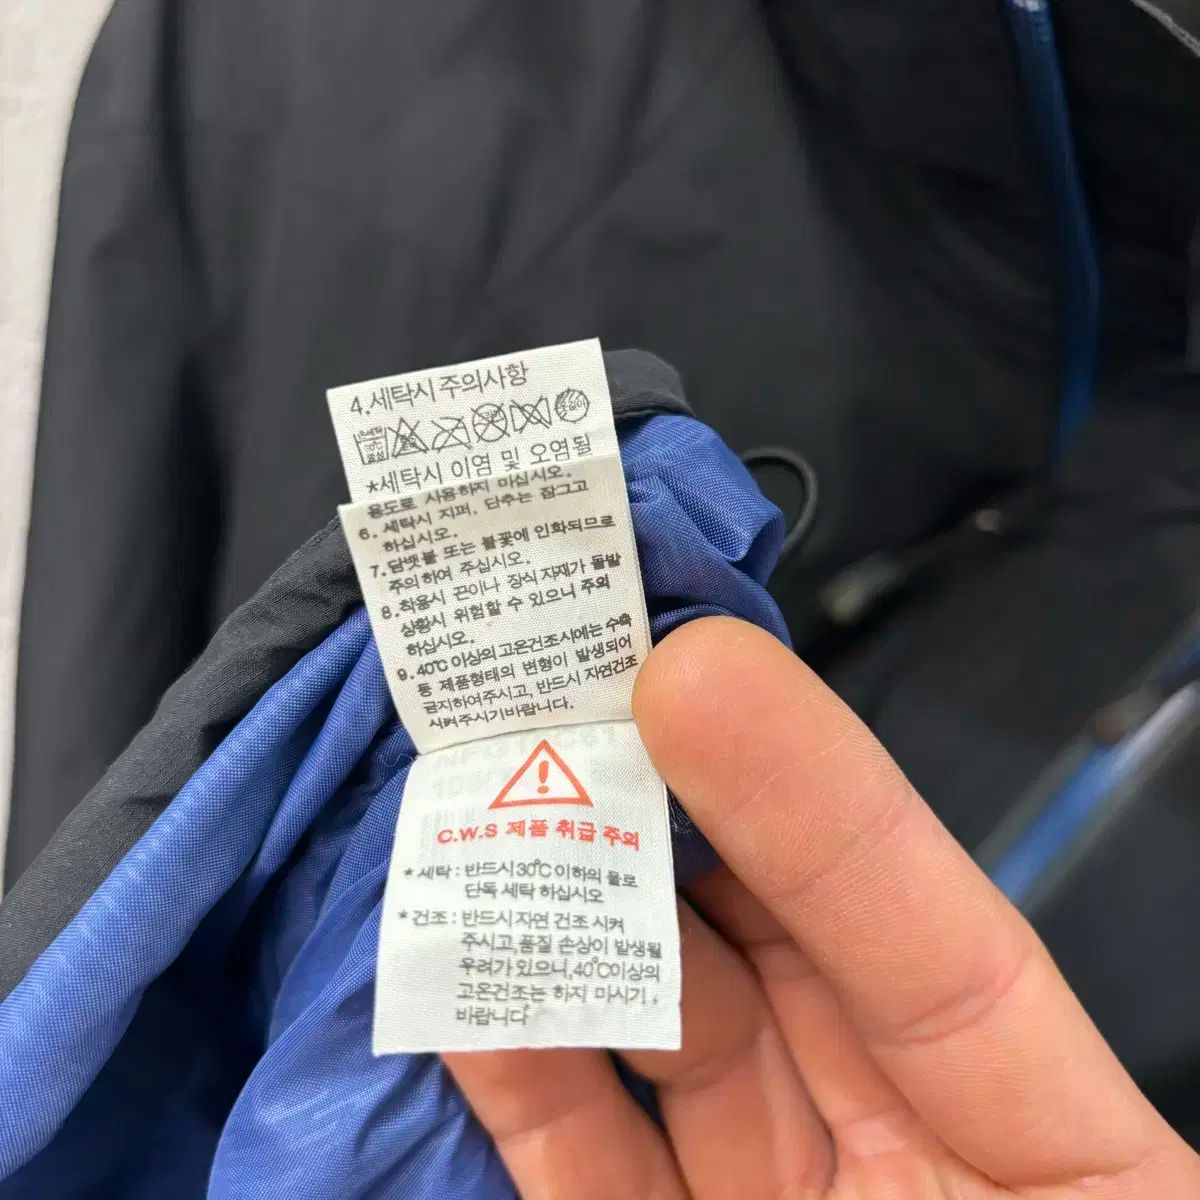 4.세탁시 주의사항
*세탁시 이염 및 오염될
용도로 사용하지 마십시오.
6. 세탁시 지퍼, 단추는 잠그고
하십시오.
7.담뱃불 또는 불꽃에 인화되므로
주의하여 주십시오.
8.착용시 끈이나 장식 자재가 돌발
상황시 위험할 수 있으니 주의
하십시오.
9.40℃ 이상의 고온건조시에는 수축
등 제품형태의 변형이 발생되어
금지하여주시고, 반드시 자연건조
시켜주시기바랍니다.
C.W.S 제품 취급 주의
*세탁 : 반드시30℃ 이하의 물로
단독 세탁 하십시오
*건조 : 반드시 자연 건조 시켜
주시고,품질 손상이 발생될
우려가 있으니,40℃이상의
고온건조는 하지 마시기
바랍니다